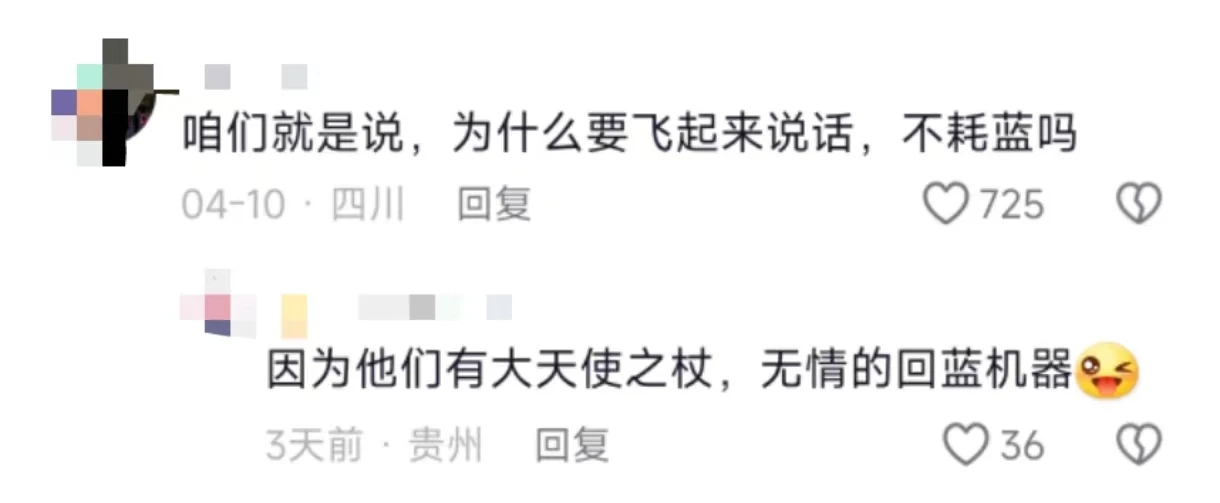 咱们就是说，为什么要飞起来说话，不耗蓝吗
04-10 · 四川 回复 725
因为他们有大天使之杖，无情的回蓝机器😜
3天前 · 贵州 回复 36